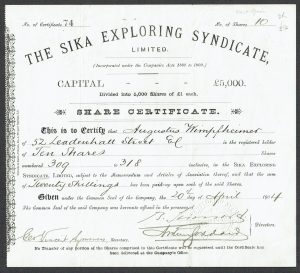 No. of Certificate 74 No. of Shares 10
THE SIKA EXPLORING SYNDICATE,
LIMITED.
(Incorporated under the Companies Acts 1862 to 1900.)
CAPITAL - - - £5,000.
Divided into 5,000 Shares of £1 each.
SHARE CERTIFICATE.
This is to Certify that Augustus Wimpfheimer
of 52 Leadenhall Street EC is the registered holder
of Ten Shares
numbered 309 to 318 inclusive, in the SIKA EXPLORING
SYNDICATE, LIMITED, subject to the Memorandum and Articles of Association thereof, and that the sum
of Twenty Shillings has been paid up upon each of the said Shares.
Given under the Common Seal of the Company, the 20 day of April 1904
The Common Seal of the said Company was hereunto affixed in the presence of
Directors.
Secretary.
No Transfer of any portion of the Shares comprised in this Certificate will be registered until the Certificate has
been delivered at the Company's Office.